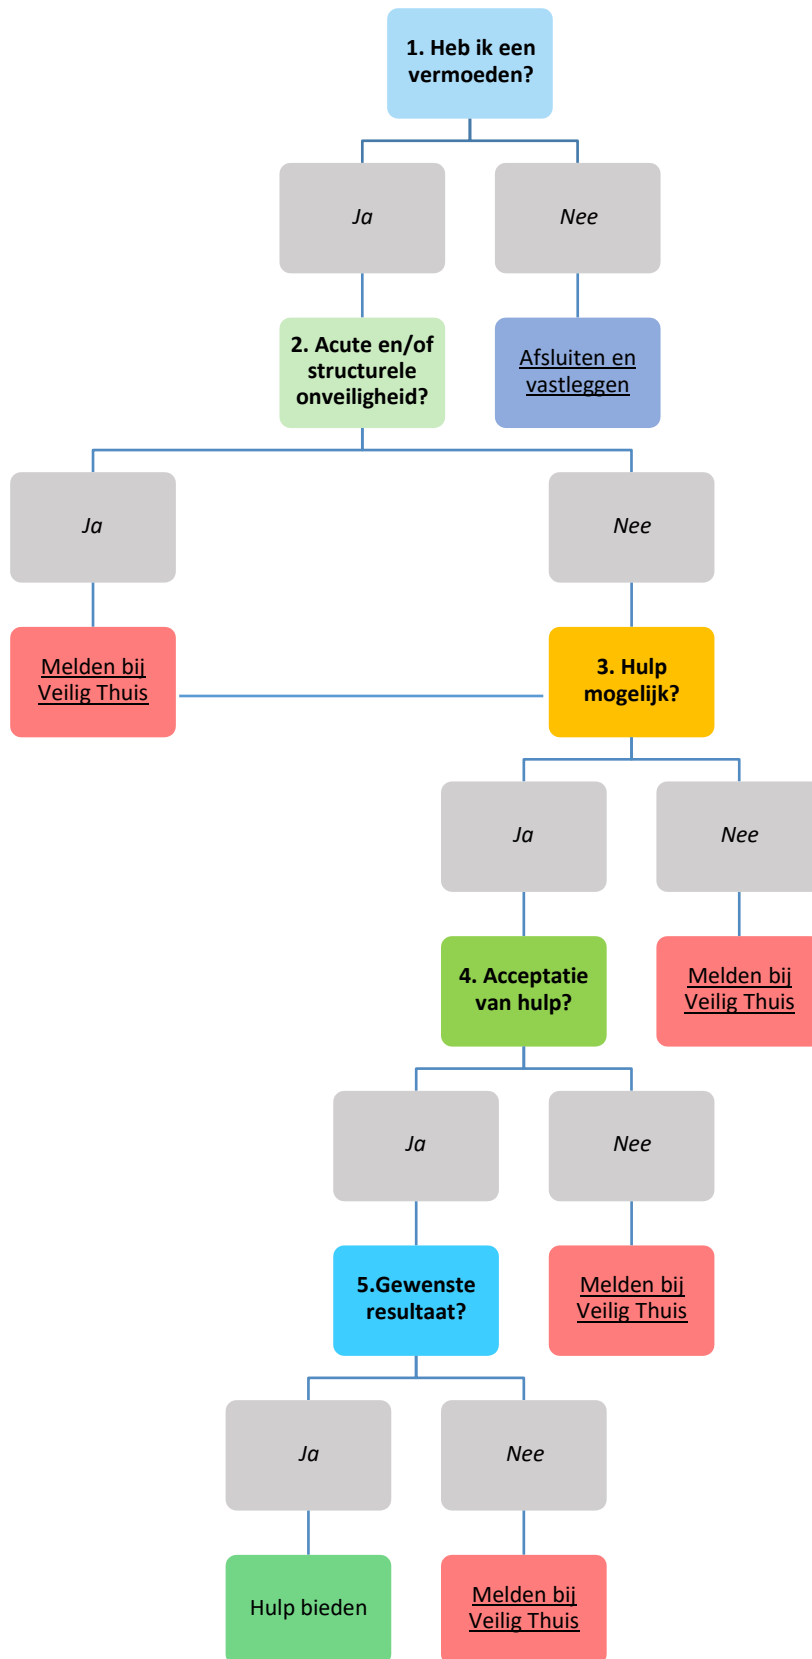 1. Heb ik een
vermoeden?
Ja
Nee
2. Acute en/of
structurele
onveiligheid?
Afsluiten en
vastleggen
Ja
Nee
Melden bij
Veilig Thuis
3. Hulp
mogelijk?
Ja
Nee
4. Acceptatie
van hulp?
Melden bij
Veilig Thuis
Ja
Nee
5.Gewenste
resultaat?
Melden bij
Veilig Thuis
Ja
Nee
Hulp bieden
Melden bij
Veilig Thuis